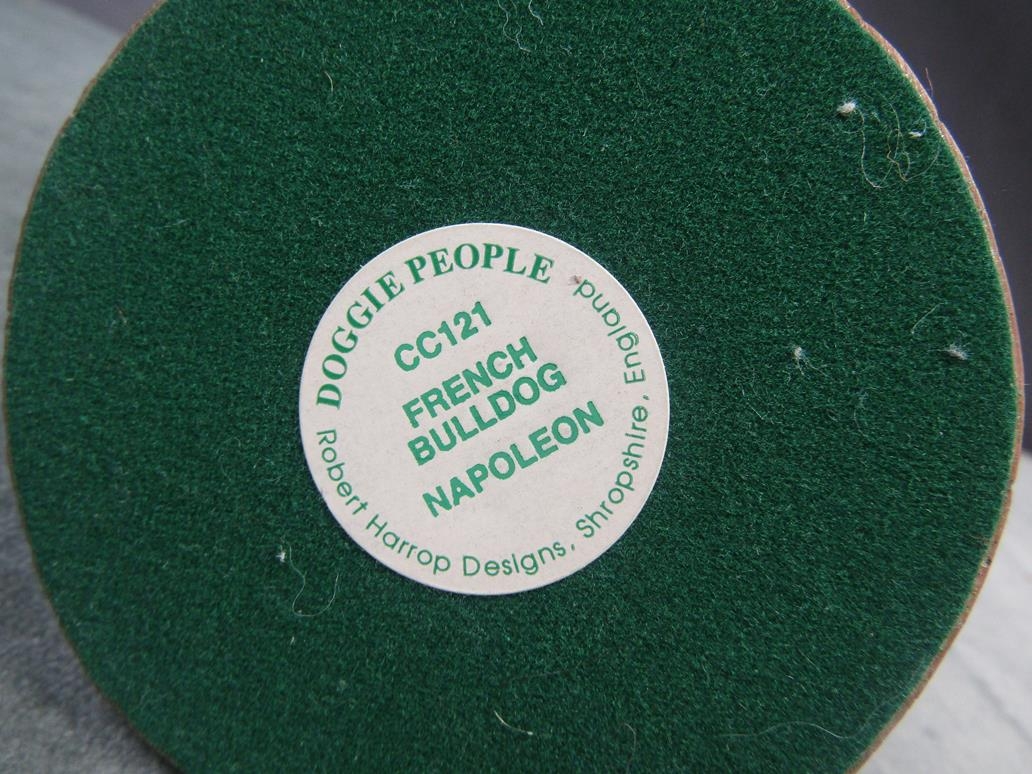 DOGGIE PEOPLE
CC121
FRENCH
BULLDOG
NAPOLEON
Robert Harrop Designs, Shropshire, England